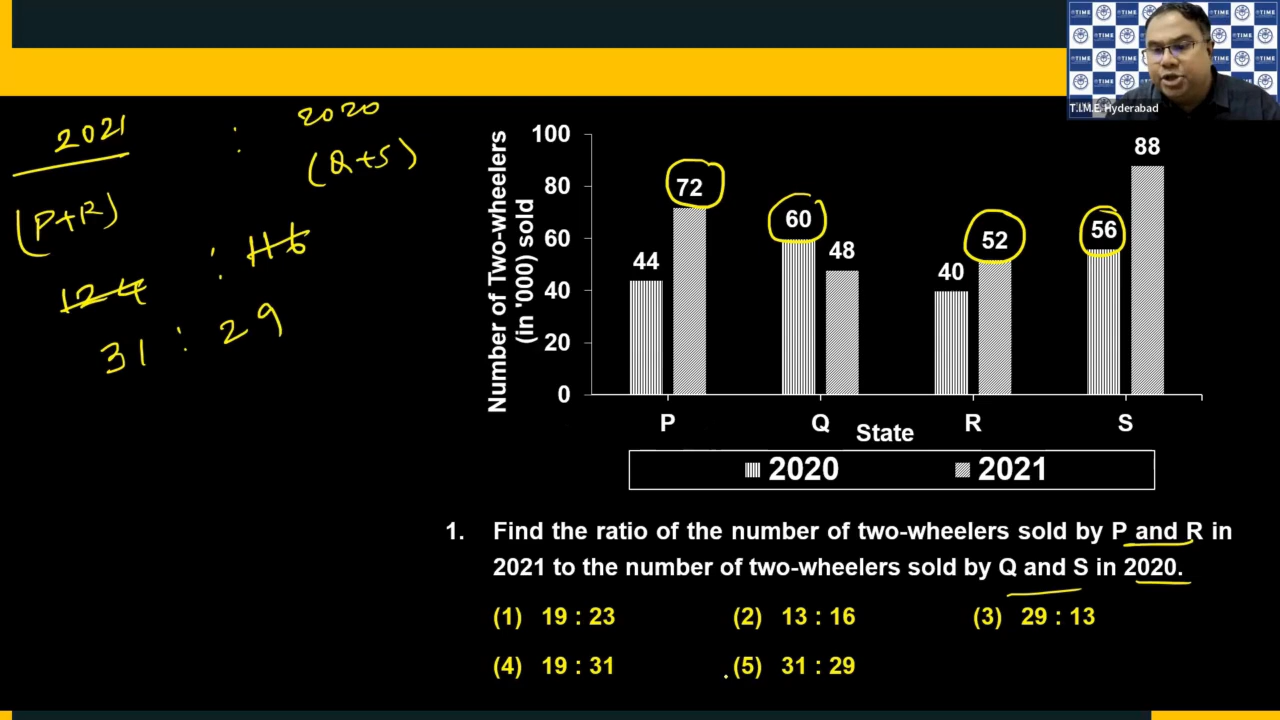 TIME
T.I.M.E Hyderabad
2021 : 2020
(P+R) (Q+S)
124 : 116
31 : 29
Number of Two-wheelers
(in '000) sold
100
80
60
40
20
0
44
72
60
48
40
52
56
88
P
Q
R
S
State
2020
2021
1. Find the ratio of the number of two-wheelers sold by P and R in
2021 to the number of two-wheelers sold by Q and S in 2020.
(1) 19 : 23 (2) 13 : 16 (3) 29 : 13
(4) 19 : 31 (5) 31 : 29